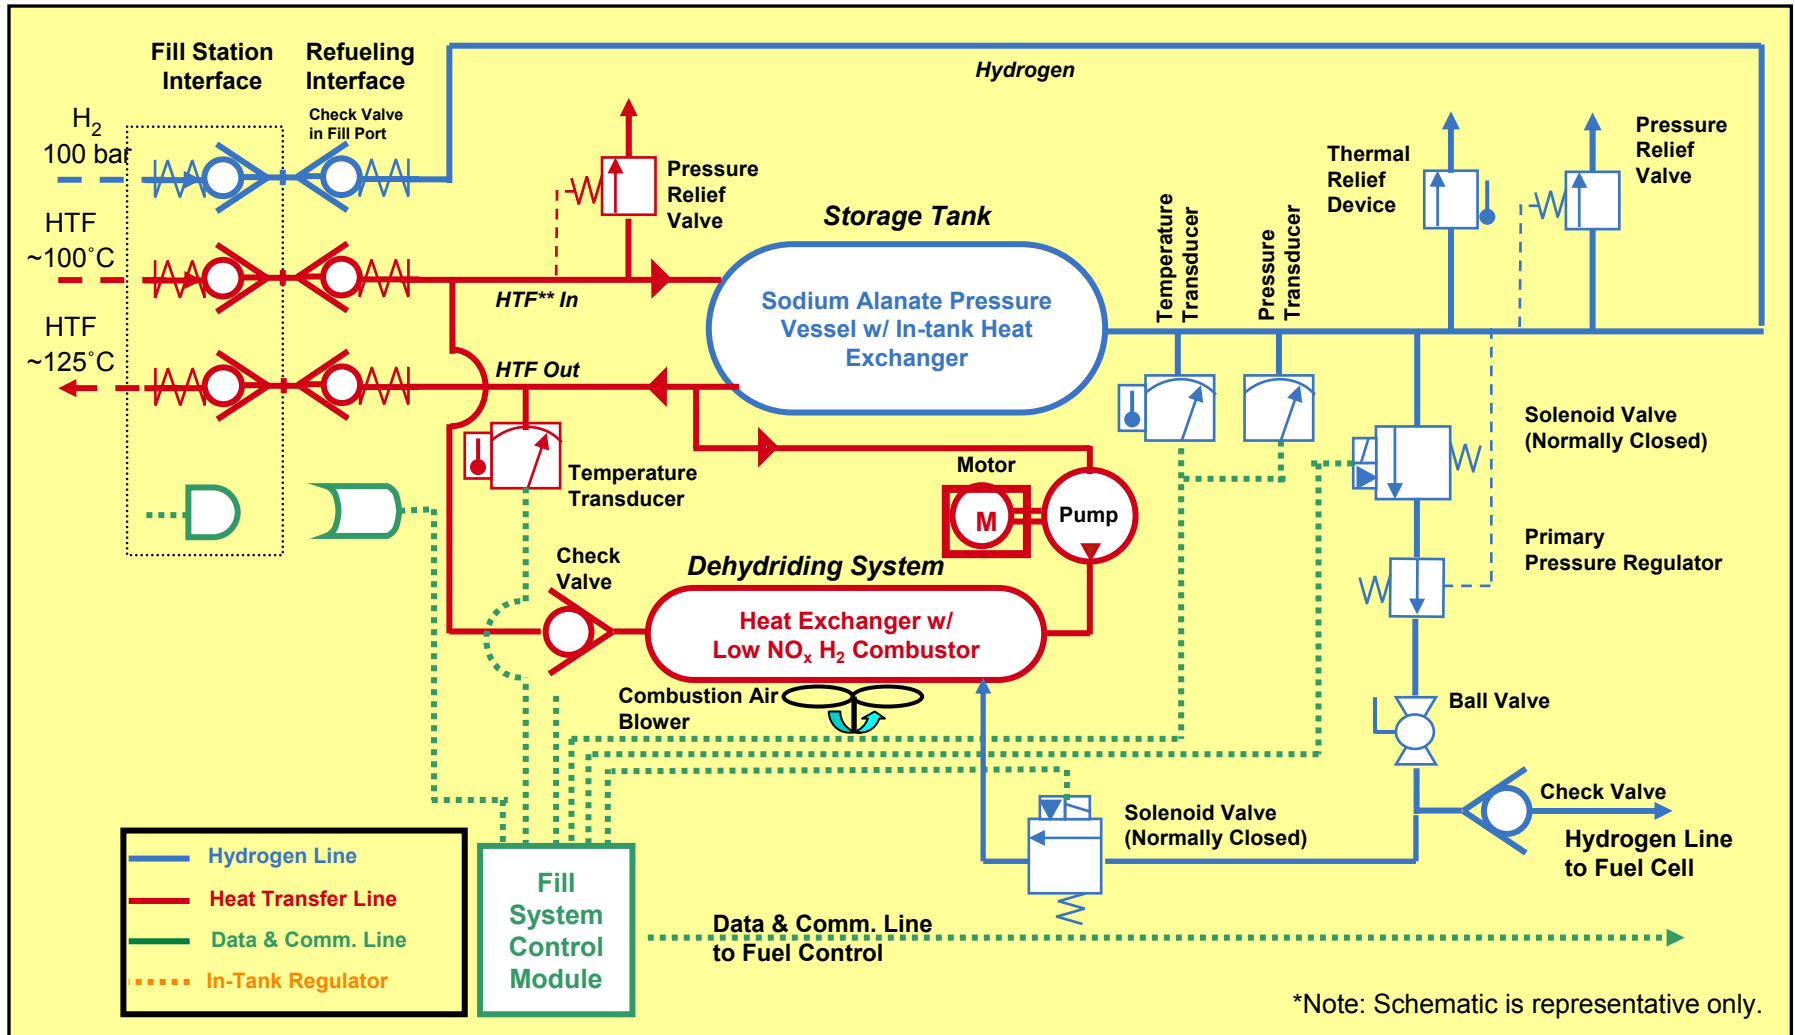 Fill Station
Interface
Refueling
Interface
Check Valve
in Fill Port
Hydrogen
H2
100 bar
HTF
~100˚C
HTF
~125˚C
Pressure
Relief
Valve
HTF** In
HTF Out
Storage Tank
Sodium Alanate Pressure
Vessel w/ In-tank Heat
Exchanger
Temperature
Transducer
Pressure
Transducer
Thermal
Relief
Device
Pressure
Relief
Valve
Solenoid Valve
(Normally Closed)
Temperature
Transducer
Motor
M
Pump
Primary
Pressure Regulator
Check
Valve
Dehydriding System
Heat Exchanger w/
Low NOx H2 Combustor
Combustion Air
Blower
Ball Valve
Check Valve
Solenoid Valve
(Normally Closed)
Hydrogen Line
to Fuel Cell
Hydrogen Line
Heat Transfer Line
Data & Comm. Line
In-Tank Regulator
Fill
System
Control
Module
Data & Comm. Line
to Fuel Control
*Note: Schematic is representative only.